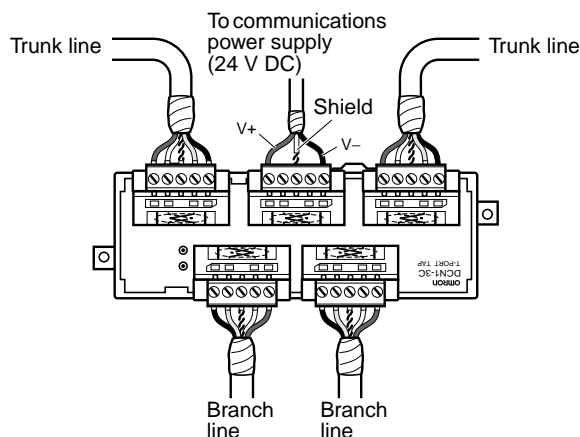 To communications
power supply
(24 V DC)
Trunk line
Trunk line
Shield
V+
V–
OMRON
DCN1-3C
T-PORT TAP
Branch
line
Branch
line